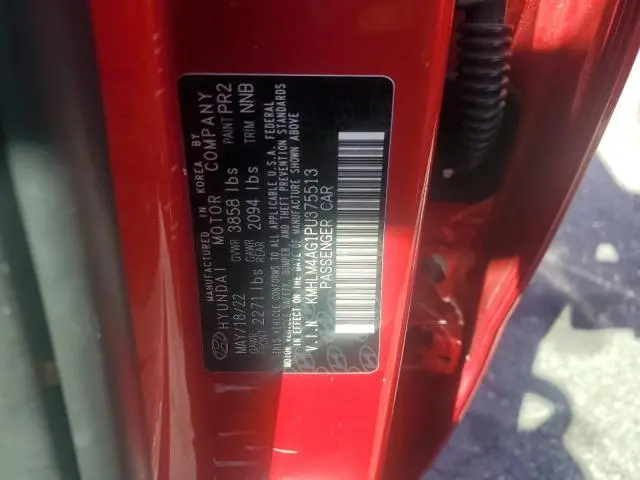 MANUFACTURED IN KOREA BY
HYUNDAI MOTOR COMPANY
MAY/18/22 GVWR 3858 lbs PAINT PR2
GAWR FRONT 2271 lbs GAWR REAR 2094 lbs TRIM NNB
THIS VEHICLE CONFORMS TO ALL APPLICABLE U.S.A. FEDERAL
MOTOR VEHICLE SAFETY, BUMPER, AND THEFT PREVENTION STANDARDS
IN EFFECT ON THE DATE OF MANUFACTURE SHOWN ABOVE
V.I.N KMHLM4AG1PU375513
PASSENGER CAR